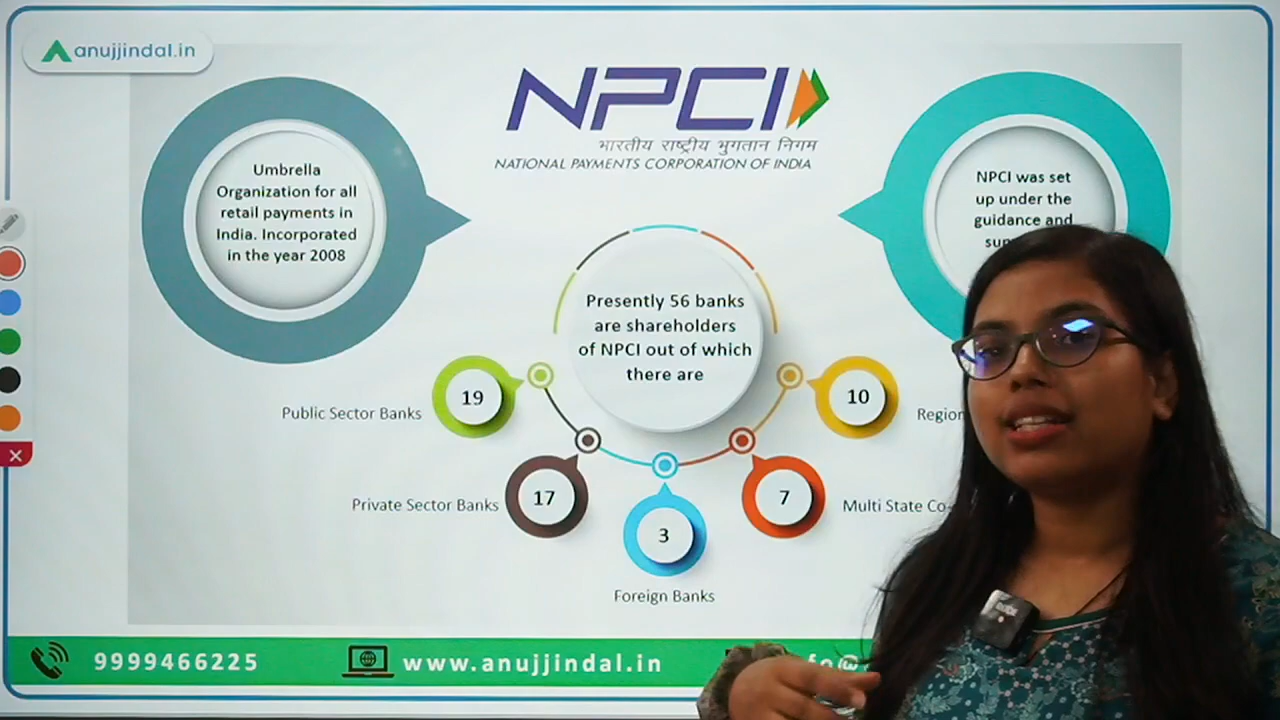 anujjindal.in
NPCI
भारतीय राष्ट्रीय भुगतान निगम
NATIONAL PAYMENTS CORPORATION OF INDIA
Umbrella
Organization for all
retail payments in
India. Incorporated
in the year 2008
NPCI was set
up under the
guidance and
Presently 56 banks
are shareholders
of NPCI out of which
there are
19
Public Sector Banks
17
Private Sector Banks
3
Foreign Banks
7
Multi State Co-
10
9999466225
www.anujjindal.in